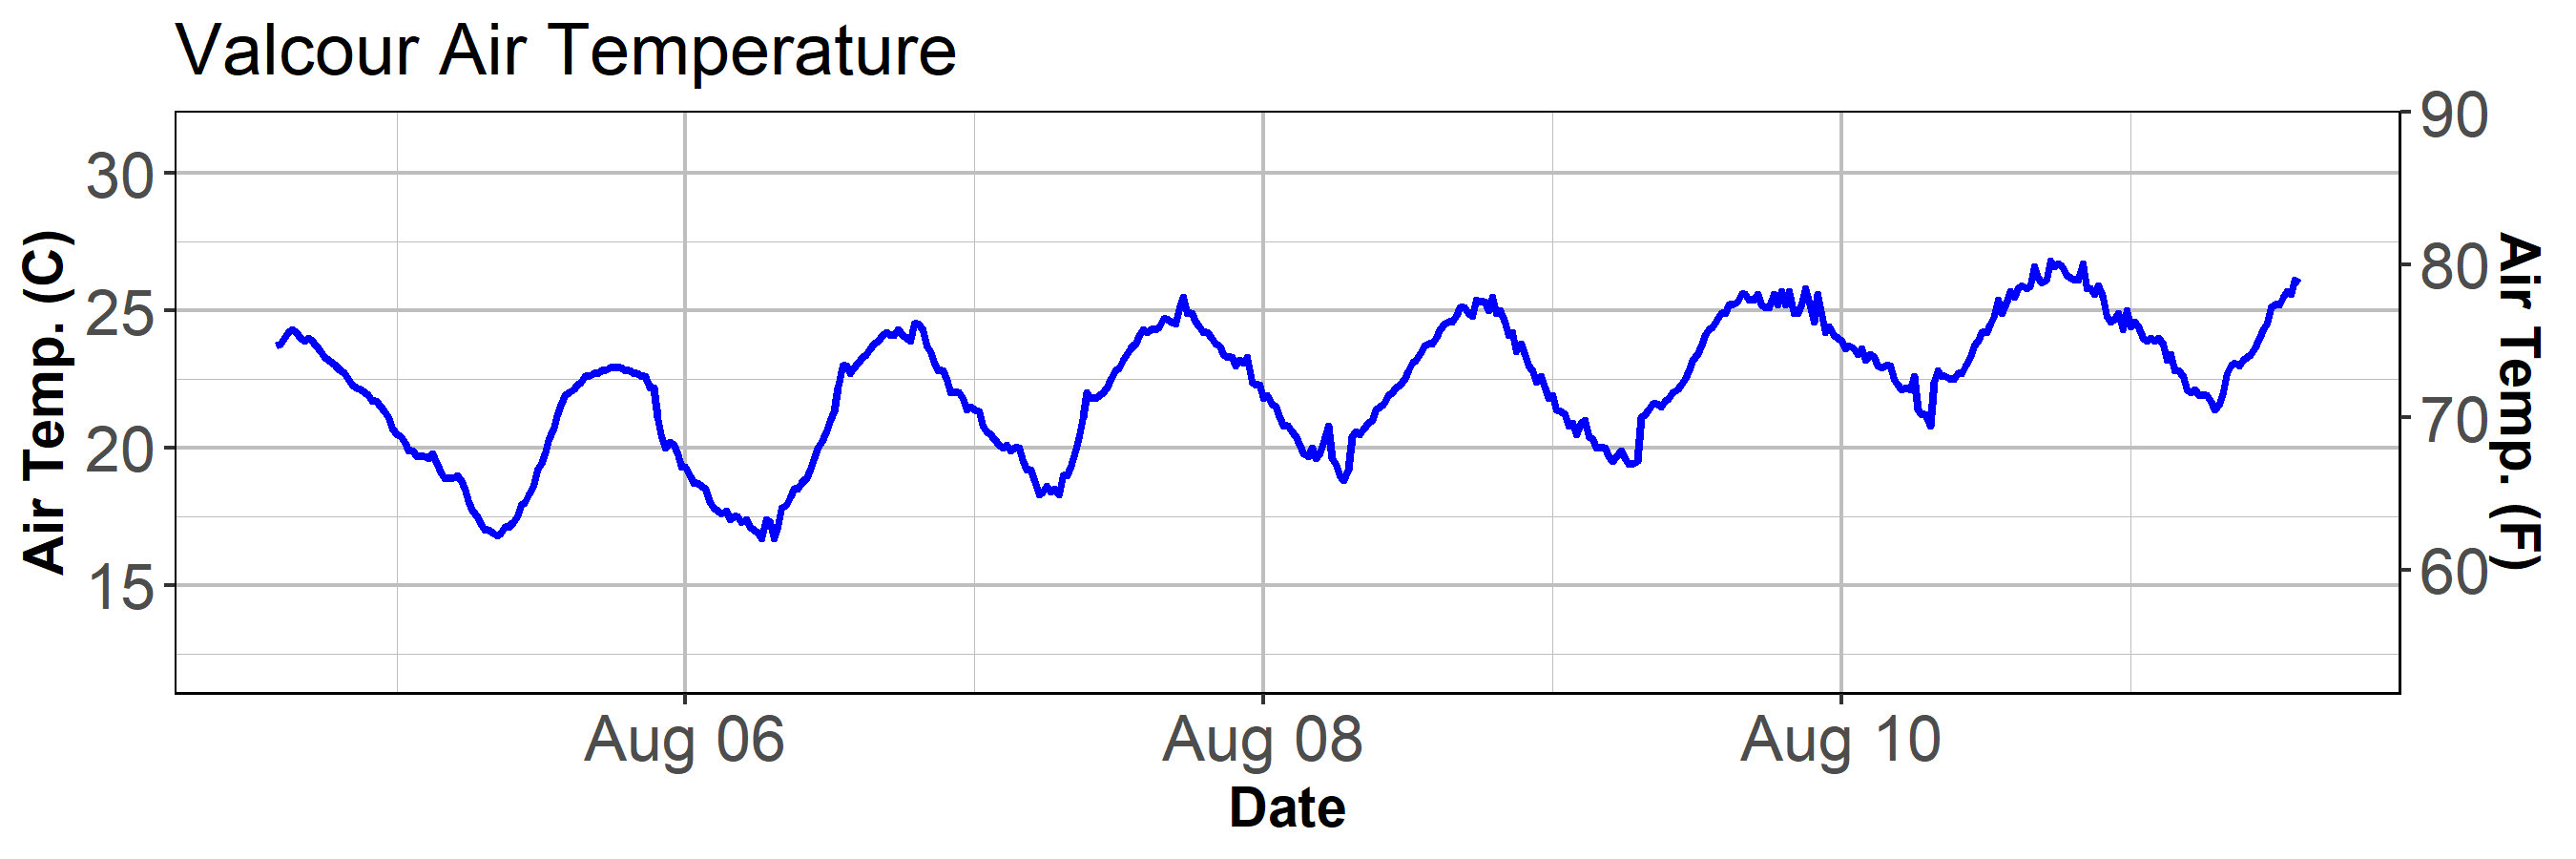 Valcour Air Temperature
Air Temp. (C)
30
25
20
15
90
80
70
60
Air Temp. (F)
Aug 06
Aug 08
Aug 10
Date